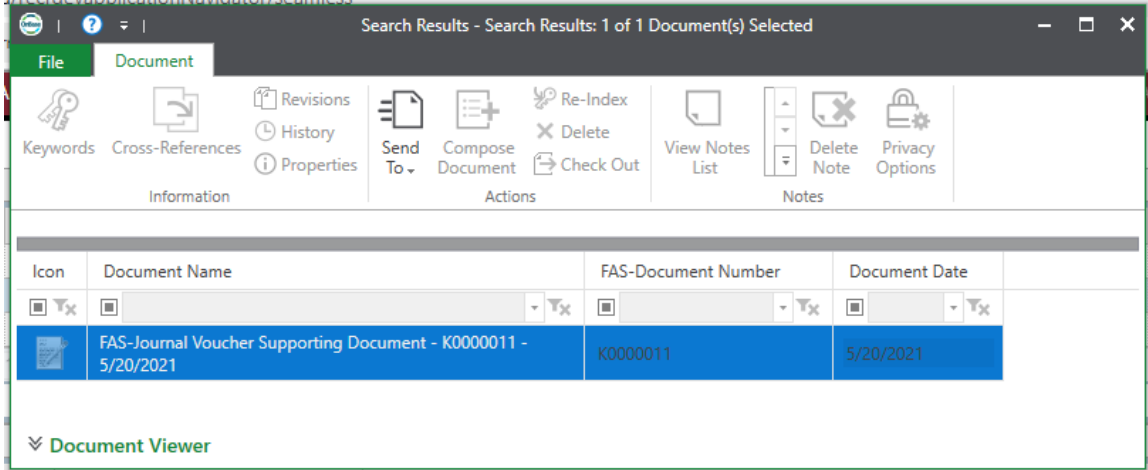 OnBase
?
Search Results - Search Results: 1 of 1 Document(s) Selected
File
Document
Keywords
Cross-References
Revisions
History
Properties
Information
Send To
Compose Document
Re-Index
Delete
Check Out
Actions
View Notes List
Delete Note
Privacy Options
Notes
Icon
Document Name
FAS-Document Number
Document Date
FAS-Journal Voucher Supporting Document - K0000011 -
5/20/2021
K0000011
5/20/2021
Document Viewer